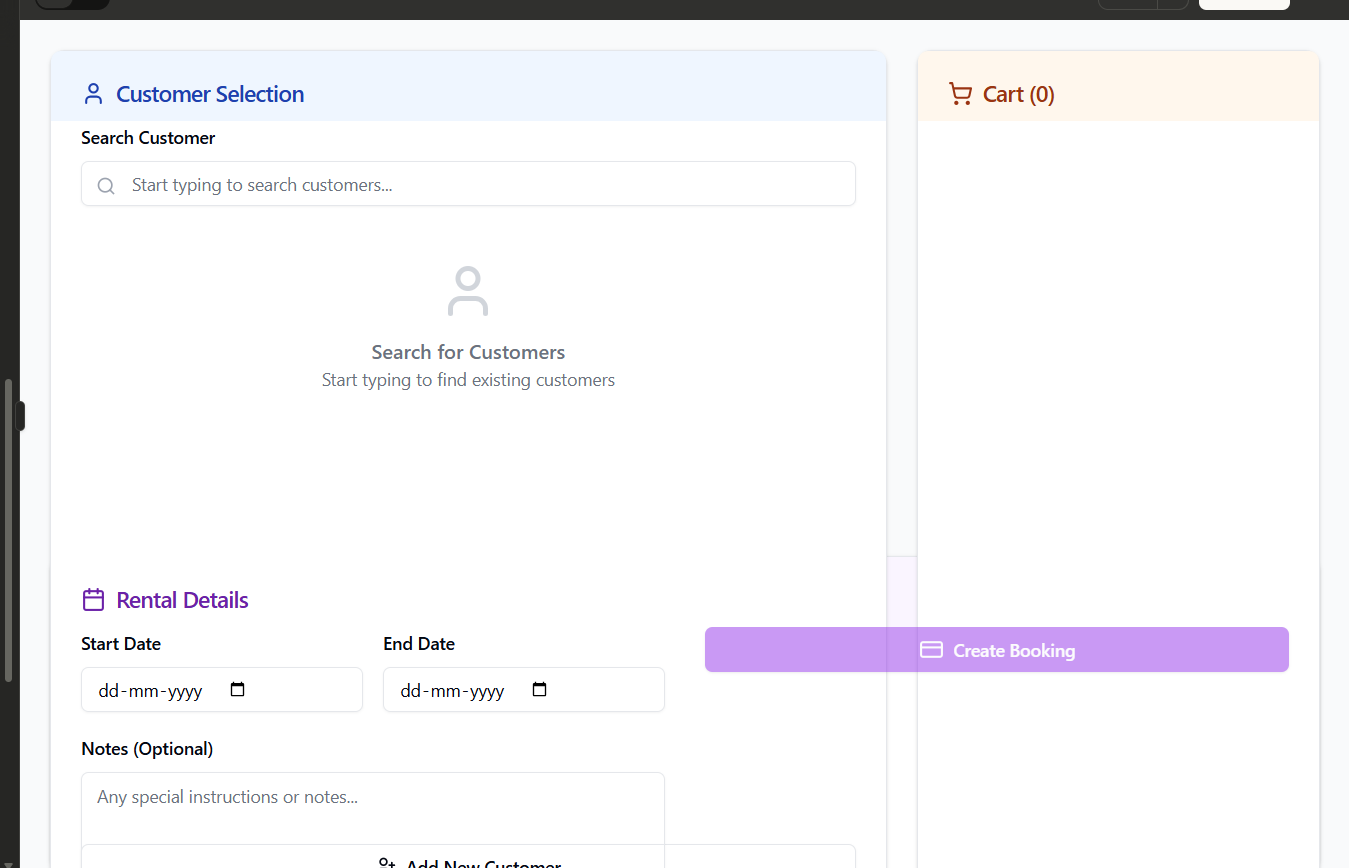 Customer Selection
Search Customer
Start typing to search customers...
Search for Customers
Start typing to find existing customers
Cart (0)
Rental Details
Start Date
End Date
dd-mm-yyyy
dd-mm-yyyy
Create Booking
Notes (Optional)
Any special instructions or notes...
Add New Customer